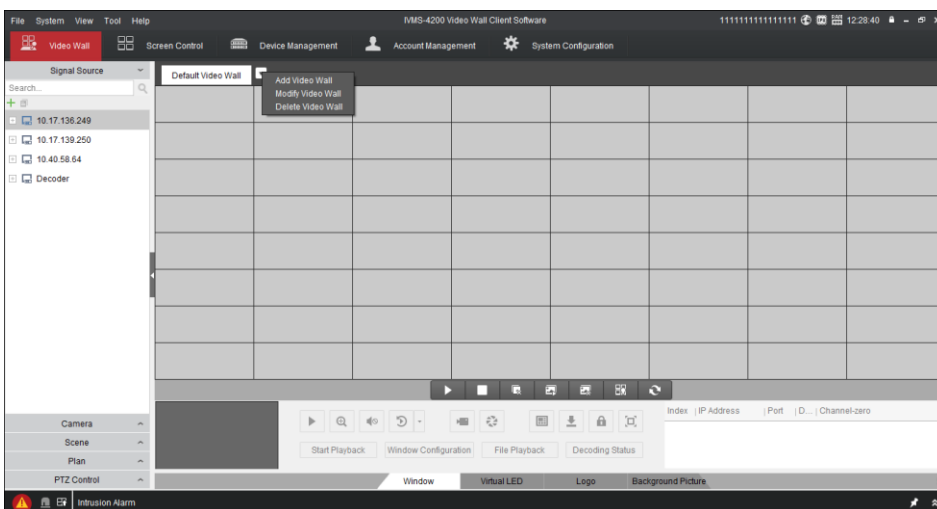 File System View Tool Help
iVMS-4200 Video Wall Client Software
1111111111111111
12:28:40
Video Wall
Screen Control
Device Management
Account Management
System Configuration
Signal Source
Default Video Wall
Add Video Wall
Modify Video Wall
Delete Video Wall
Search...
10.17.136.249
10.17.139.250
10.40.58.64
Decoder
Camera
Scene
Plan
PTZ Control
Start Playback
Window Configuration
File Playback
Decoding Status
Index | IP Address | Port | D... | Channel-zero
Window
Virtual LED
Logo
Background Picture
Intrusion Alarm